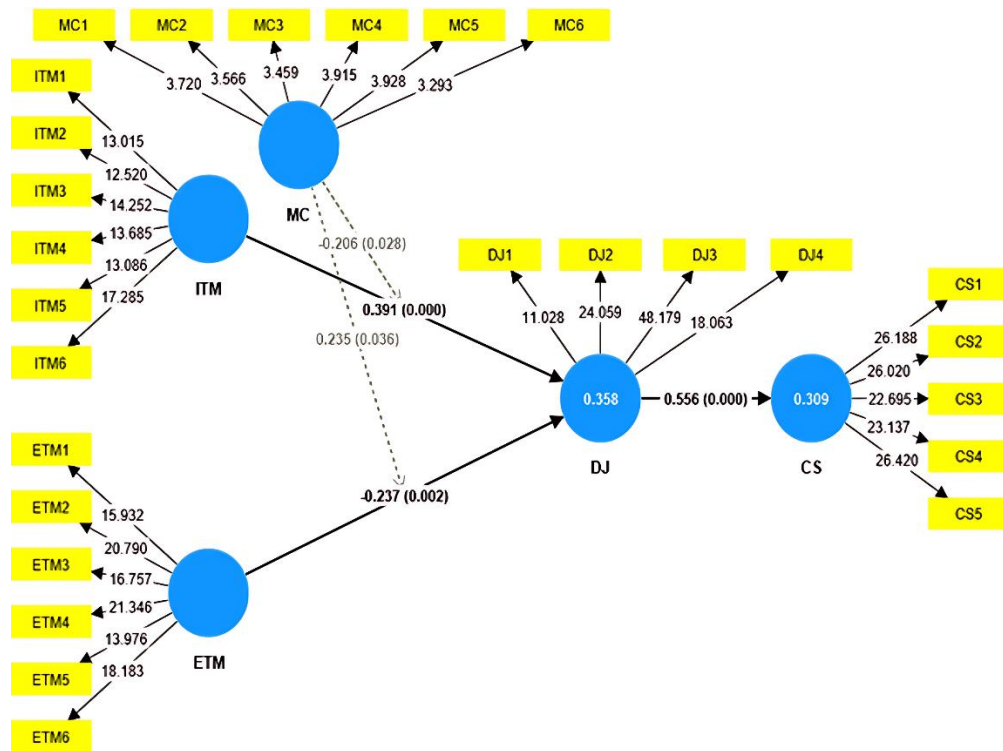 MC1
MC2
MC3
MC4
MC5
MC6
3.720
3.566
3.459
3.915
3.928
3.293
ITM1
ITM2
ITM3
ITM4
ITM5
ITM6
13.015
12.520
14.252
13.685
13.086
17.285
MC
ITM
-0.206 (0.028)
0.391 (0.000)
0.235 (0.036)
DJ1
DJ2
DJ3
DJ4
11.028
24.059
48.179
18.063
0.358
DJ
0.556 (0.000)
0.309
CS
CS1
CS2
CS3
CS4
CS5
26.188
26.020
22.695
23.137
26.420
-0.237 (0.002)
ETM1
ETM2
ETM3
ETM4
ETM5
ETM6
15.932
20.790
16.757
21.346
13.976
18.183
ETM